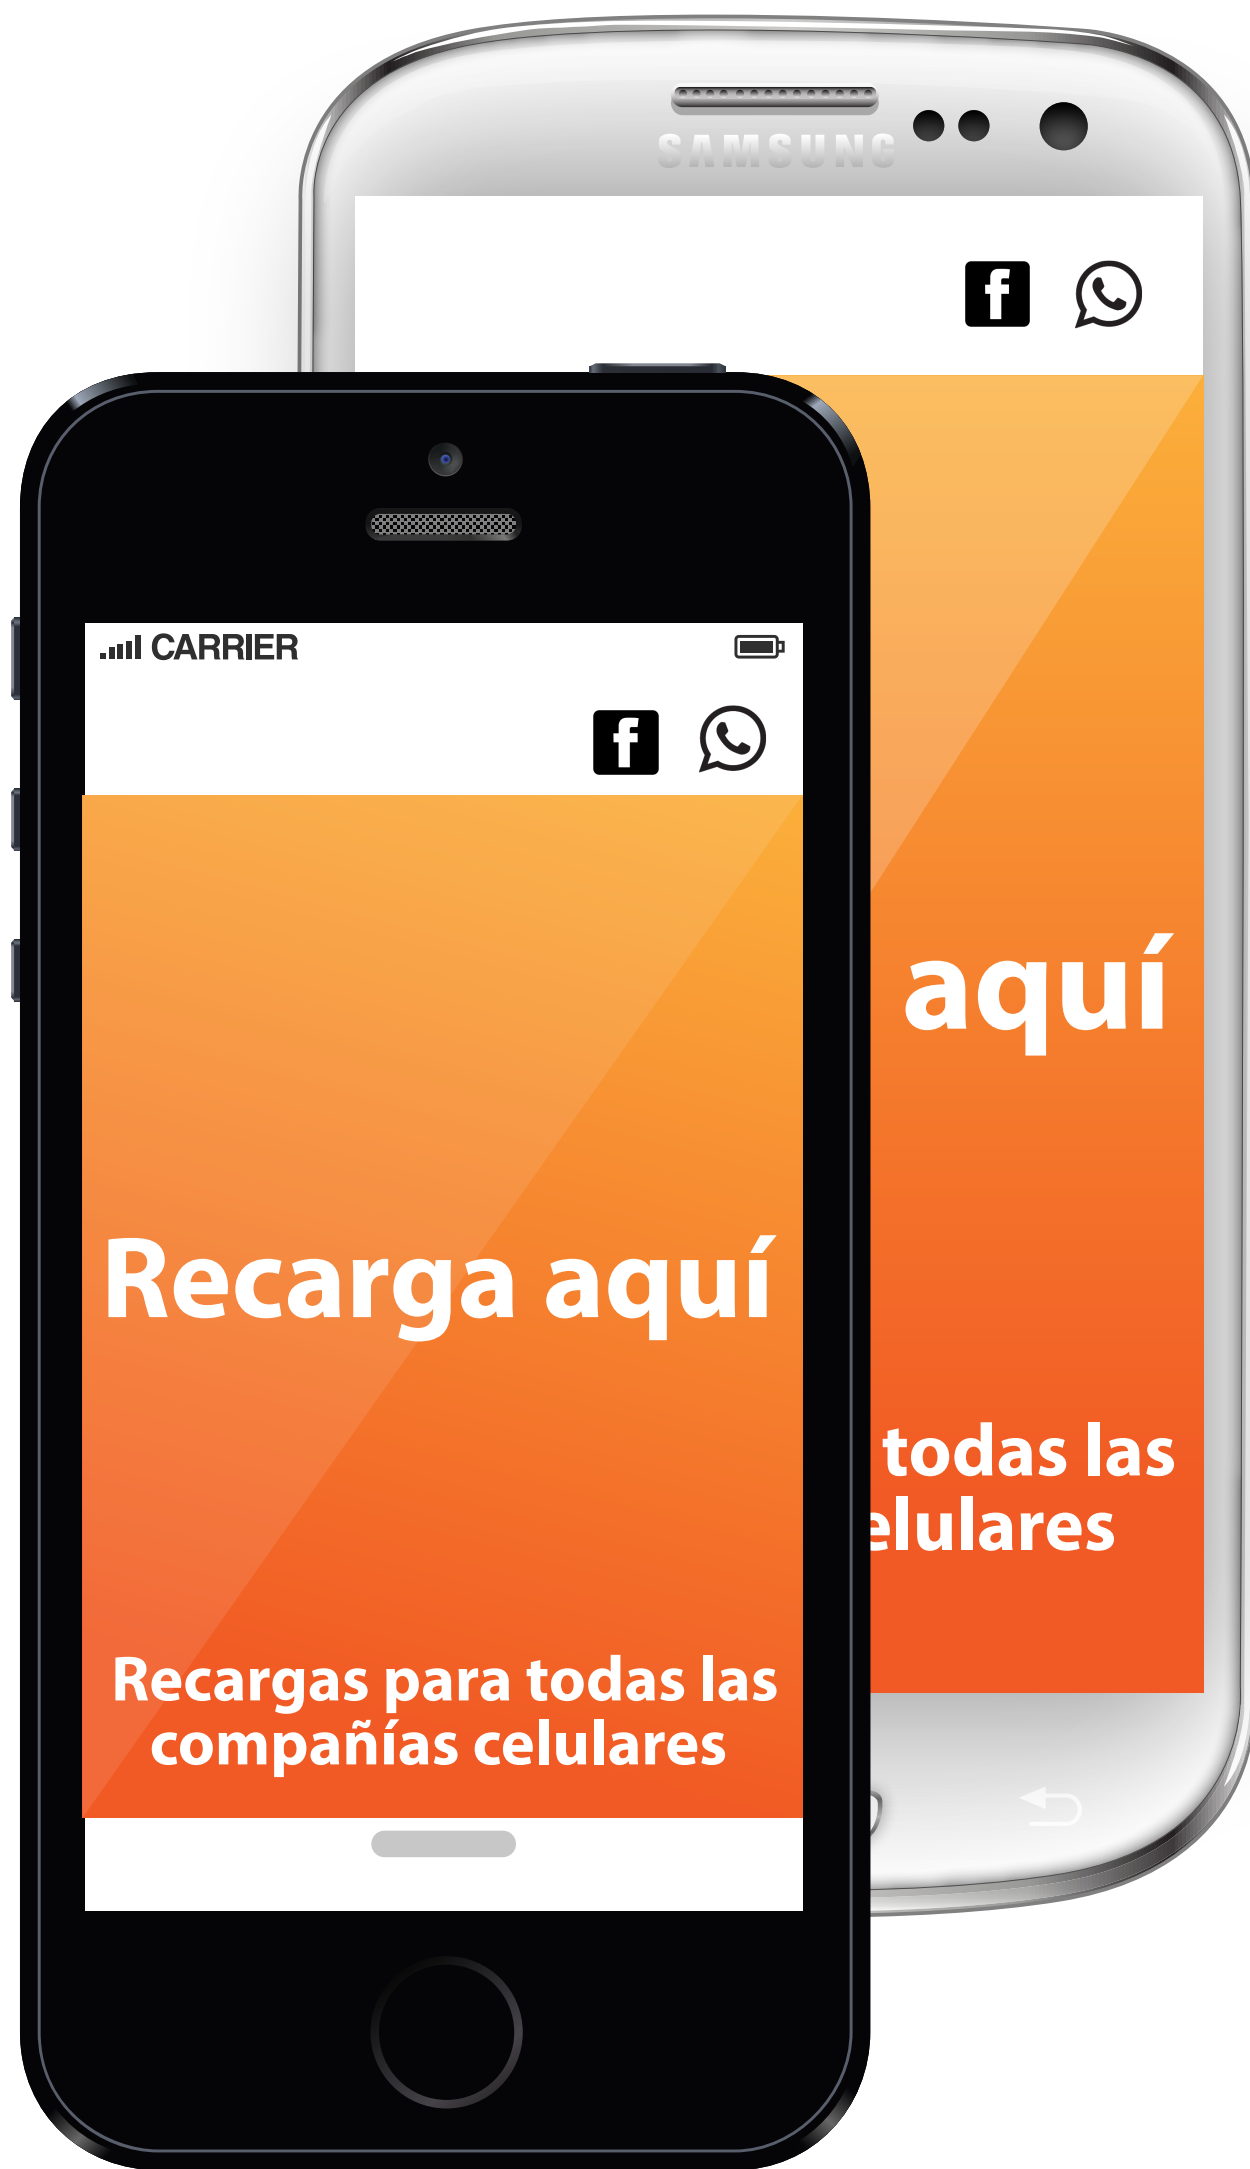 SAMSUNG
f
CARRIER
f
aquí
Recarga aquí
todas las
elulares
Recargas para todas las
compañías celulares